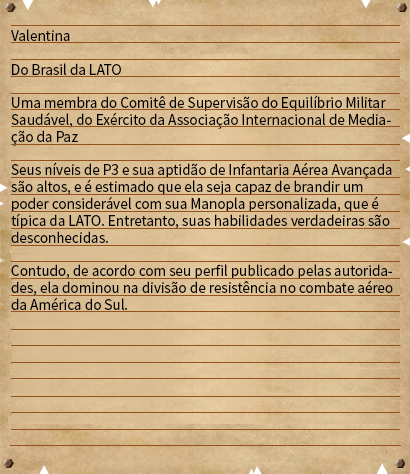 Valentina
Do Brasil da LATO
Uma membra do Comitê de Supervisão do Equilíbrio Militar
Saudável, do Exército da Associação Internacional de Media-
ção da Paz
Seus níveis de P3 e sua aptidão de Infantaria Aérea Avançada
são altos, e é estimado que ela seja capaz de brandir um
poder considerável com sua Manopla personalizada, que é
típica da LATO. Entretanto, suas habilidades verdadeiras são
desconhecidas.
Contudo, de acordo com seu perfil publicado pelas autorida-
des, ela dominou na divisão de resistência no combate aéreo
da América do Sul.